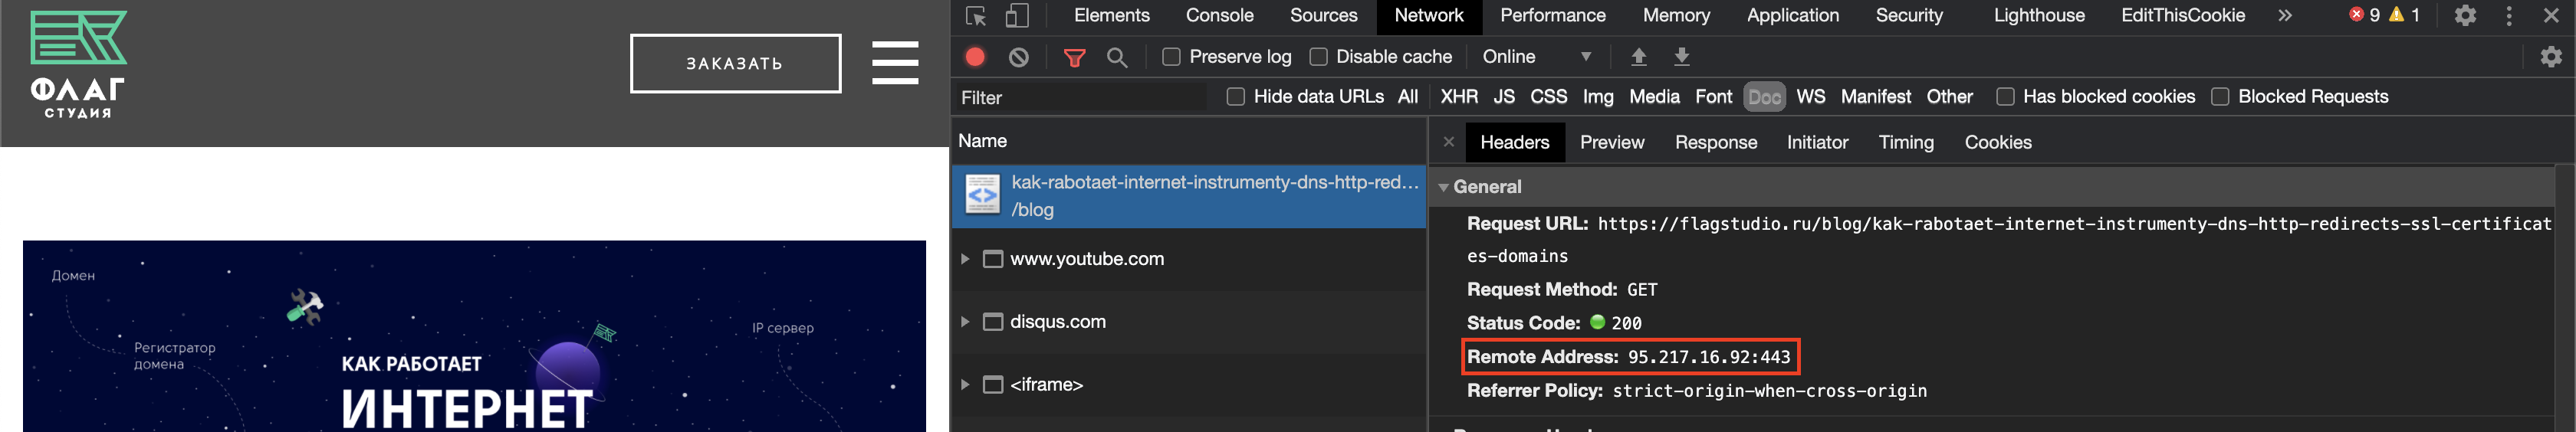 ФЛАГ
СТУДИЯ
ЗАКАЗАТЬ
Домен
Регистратор
домена
IP сервер
КАК РАБОТАЕТ
ИНТЕРНЕТ
Elements Console Sources Network Performance Memory Application Security Lighthouse EditThisCookie » 9 1
Preserve log Disable cache Online
Filter Hide data URLs All XHR JS CSS Img Media Font Doc WS Manifest Other Has blocked cookies Blocked Requests
Name
kak-rabotaet-internet-instrumenty-dns-http-red…
/blog
www.youtube.com
disqus.com
<iframe>
× Headers Preview Response Initiator Timing Cookies
General
Request URL: https://flagstudio.ru/blog/kak-rabotaet-internet-instrumenty-dns-http-redirects-ssl-certificat
es-domains
Request Method: GET
Status Code: 200
Remote Address: 95.217.16.92:443
Referrer Policy: strict-origin-when-cross-origin